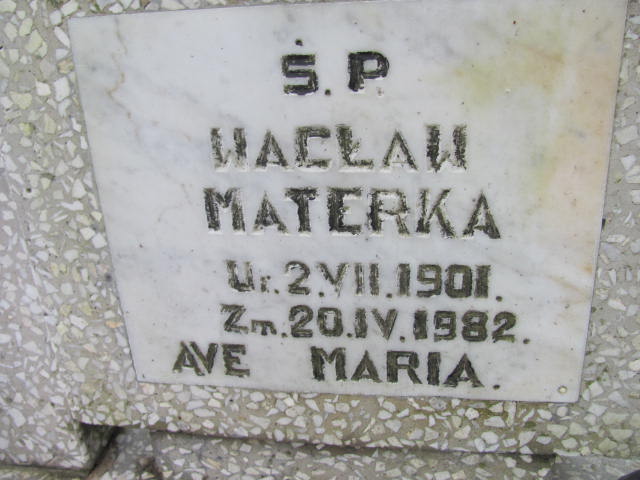 Ś.P.
WACŁAW
MATERKA
Ur.2.VII.1901.
Zm.20.IV.1982.
AVE MARIA.